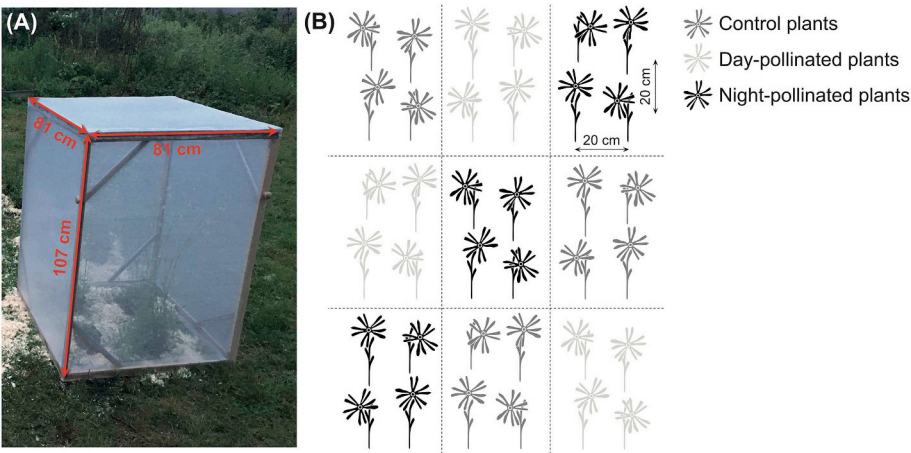 (A)
81 cm
81 cm
107 cm
(B)
20 cm
20 cm
Control plants
Day-pollinated plants
Night-pollinated plants